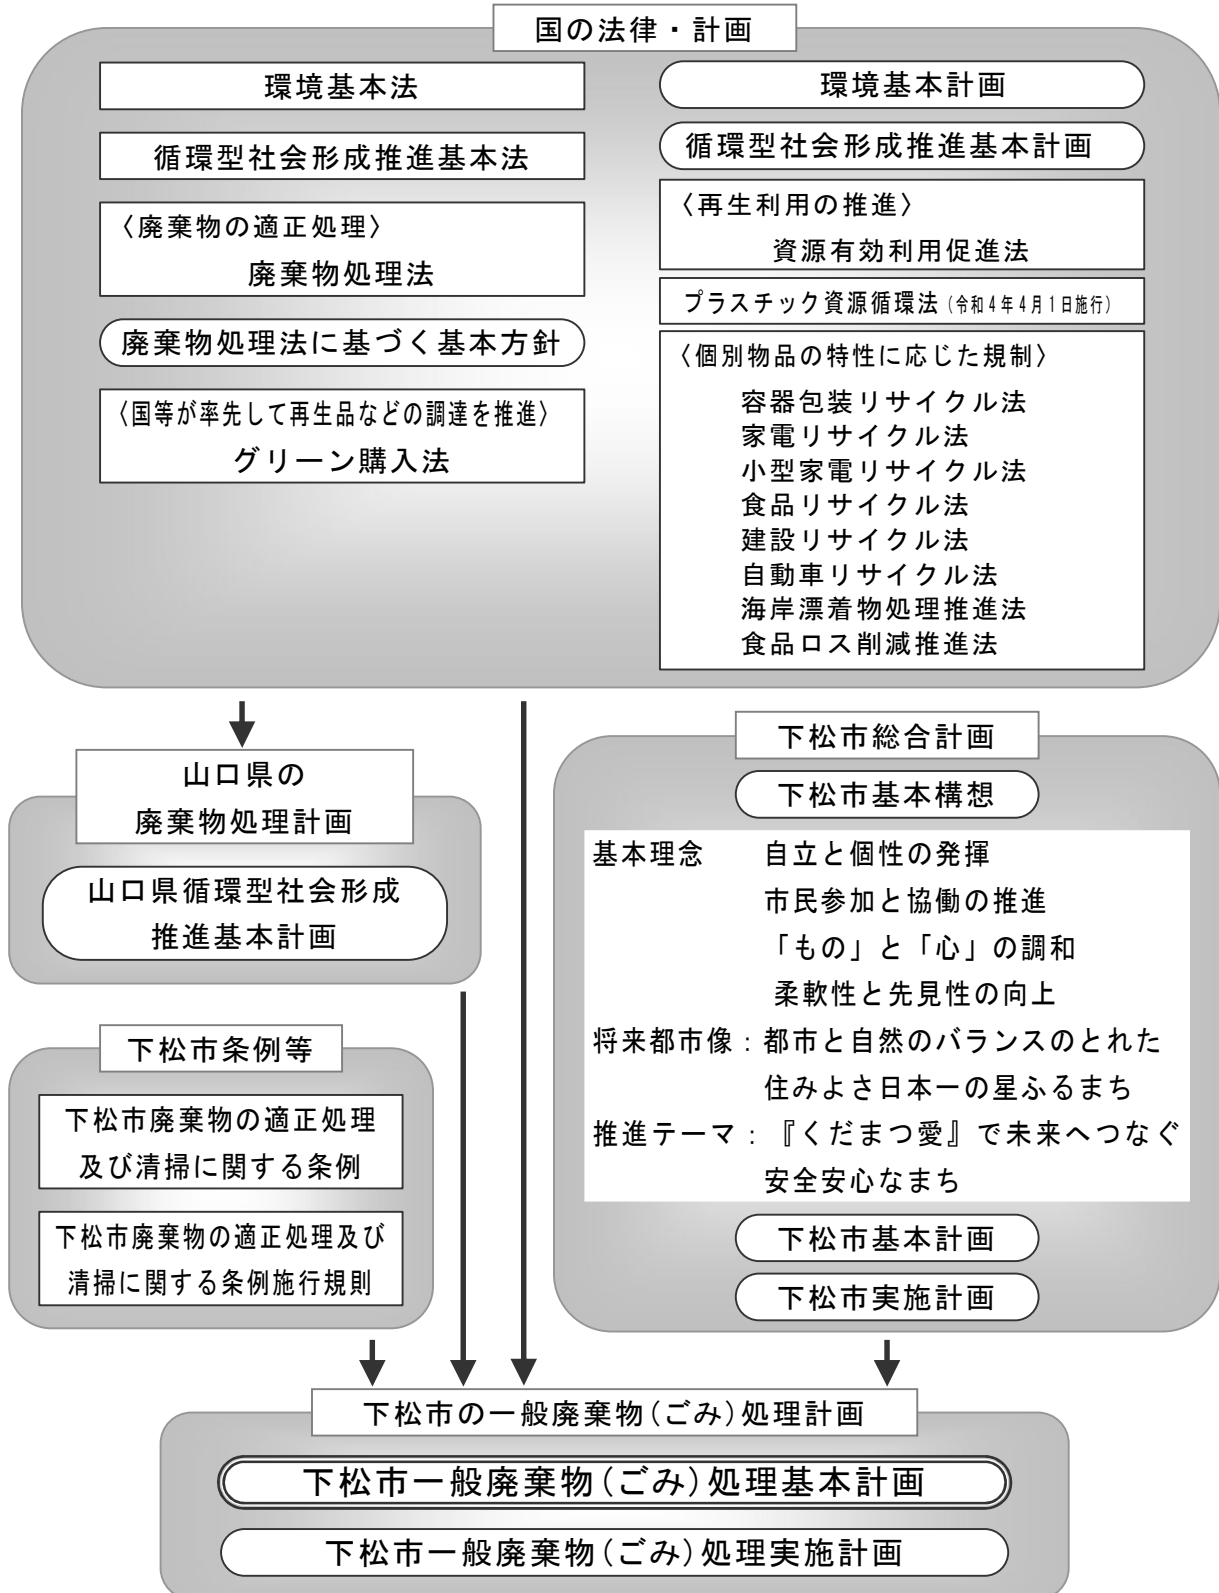 国の法律・計画
環境基本法
循環型社会形成推進基本法
〈廃棄物の適正処理〉
廃棄物処理法
廃棄物処理法に基づく基本方針
〈国等が率先して再生品などの調達を推進〉
グリーン購入法
環境基本計画
循環型社会形成推進基本計画
〈再生利用の推進〉
資源有効利用促進法
プラスチック資源循環法(令和4年4月1日施行)
〈個別物品の特性に応じた規制〉
容器包装リサイクル法
家電リサイクル法
小型家電リサイクル法
食品リサイクル法
建設リサイクル法
自動車リサイクル法
海岸漂着物処理推進法
食品ロス削減推進法
山口県の
廃棄物処理計画
山口県循環型社会形成
推進基本計画
下松市条例等
下松市廃棄物の適正処理
及び清掃に関する条例
下松市廃棄物の適正処理及び
清掃に関する条例施行規則
下松市総合計画
下松市基本構想
基本理念 自立と個性の発揮
市民参加と協働の推進
「もの」と「心」の調和
柔軟性と先見性の向上
将来都市像:都市と自然のバランスのとれた
住みよさ日本一の星ふるまち
推進テーマ:『くだまつ愛』で未来へつなぐ
安全安心なまち
下松市基本計画
下松市実施計画
下松市の一般廃棄物(ごみ)処理計画
下松市一般廃棄物(ごみ)処理基本計画
下松市一般廃棄物(ごみ)処理実施計画